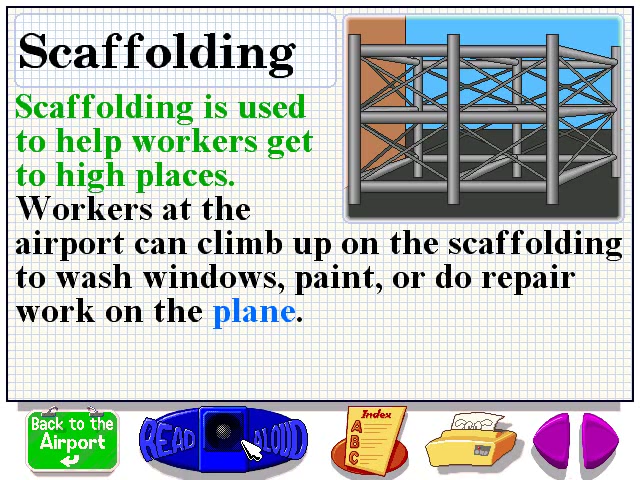 Scaffolding
Scaffolding is used
to help workers get
to high places.
Workers at the
airport can climb up on the scaffolding
to wash windows, paint, or do repair
work on the plane.
Back to the
Airport
READ ALOUD
Index
A
B
C